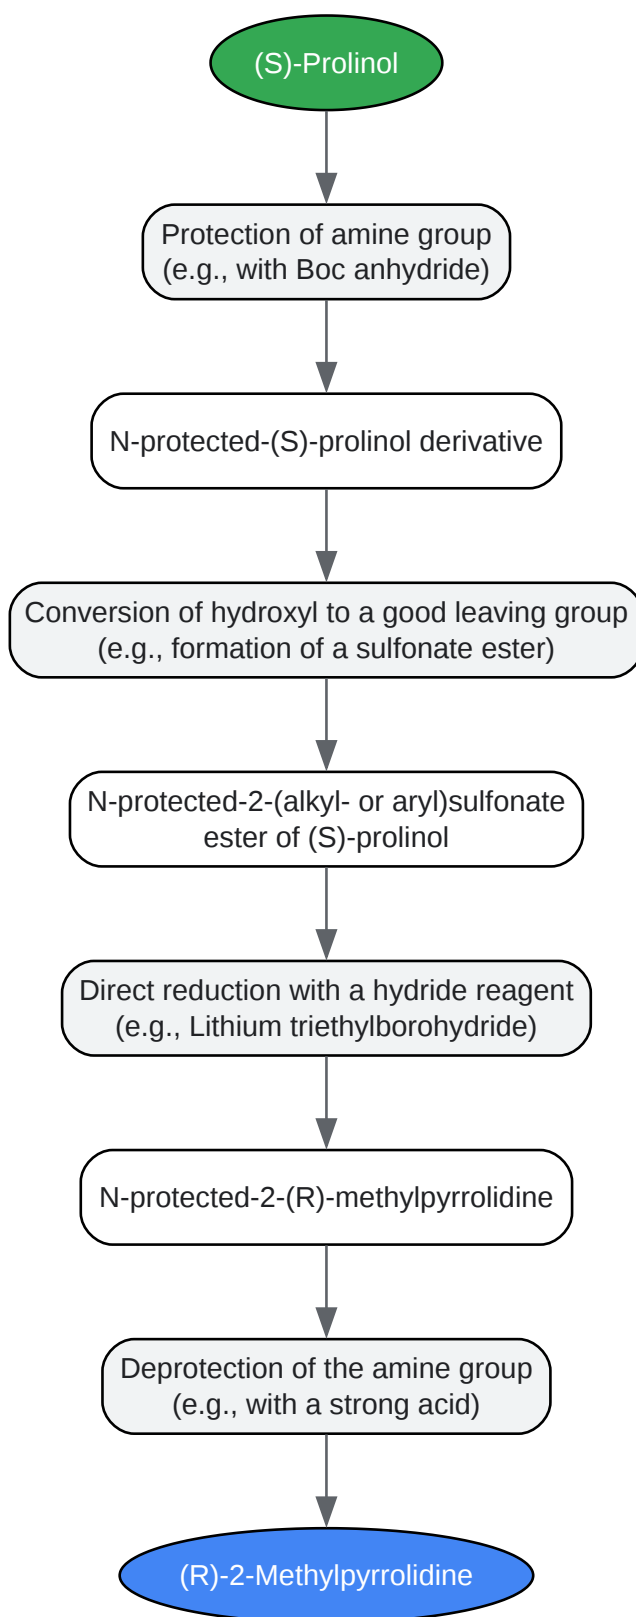 (S)-Prolinol
Protection of amine group
(e.g., with Boc anhydride)
N-protected-(S)-prolinol derivative
Conversion of hydroxyl to a good leaving group
(e.g., formation of a sulfonate ester)
N-protected-2-(alkyl- or aryl)sulfonate
ester of (S)-prolinol
Direct reduction with a hydride reagent
(e.g., Lithium triethylborohydride)
N-protected-2-(R)-methylpyrrolidine
Deprotection of the amine group
(e.g., with a strong acid)
(R)-2-Methylpyrrolidine